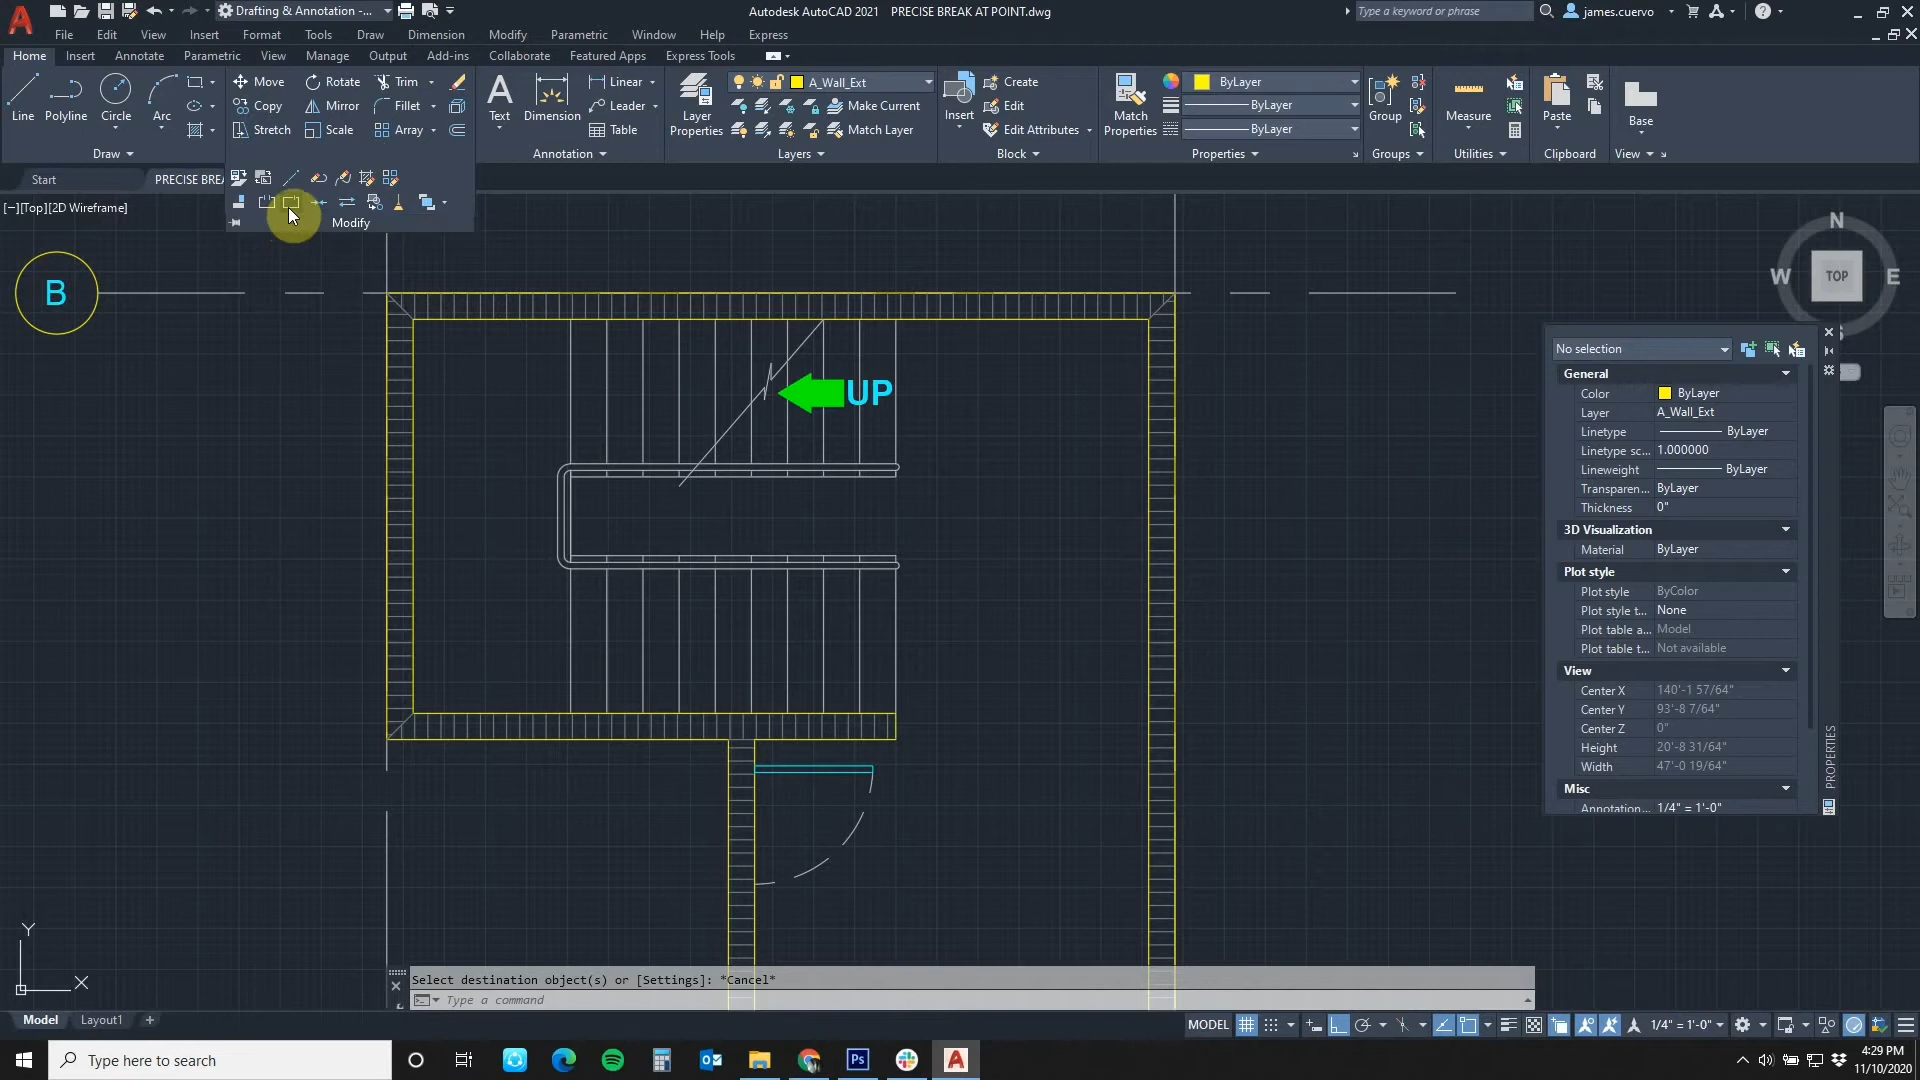 Drafting & Annotation -...
Autodesk AutoCAD 2021 PRECISE BREAK AT POINT.dwg
Type a keyword or phrase
james.cuervo
File Edit View Insert Format Tools Draw Dimension Modify Parametric Window Help Express
Home Insert Annotate Parametric View Manage Output Add-ins Collaborate Featured Apps Express Tools
Line Polyline Circle Arc
Move Rotate Trim
Copy Mirror Fillet
Stretch Scale Array
Text Dimension
Linear
Leader
Table
Layer Properties
A_Wall_Ext
Make Current
Match Layer
Insert
Create
Edit
Edit Attributes
Match Properties
ByLayer
ByLayer
ByLayer
Group
Measure
Paste
Base
Draw
Annotation
Layers
Block
Properties
Groups
Utilities
Clipboard
View
Start
PRECISE BREA
Modify
[−][Top][2D Wireframe]
B
UP
N
W TOP E
No selection
General
Color ByLayer
Layer A_Wall_Ext
Linetype ByLayer
Linetype sc... 1.000000
Lineweight ByLayer
Transparen... ByLayer
Thickness 0"
3D Visualization
Material ByLayer
Plot style
Plot style ByColor
Plot style t... None
Plot table a... Model
Plot table t... Not available
View
Center X 140'-1 57/64"
Center Y 93'-8 7/64"
Center Z 0"
Height 20'-8 31/64"
Width 47'-0 19/64"
Misc
Annotation... 1/4" = 1'-0"
PROPERTIES
Y
X
Select destination object(s) or [Settings]: *Cancel*
Type a command
Model Layout1 +
MODEL
1/4" = 1'-0"
Type here to search
Ps
A
4:29 PM
11/10/2020